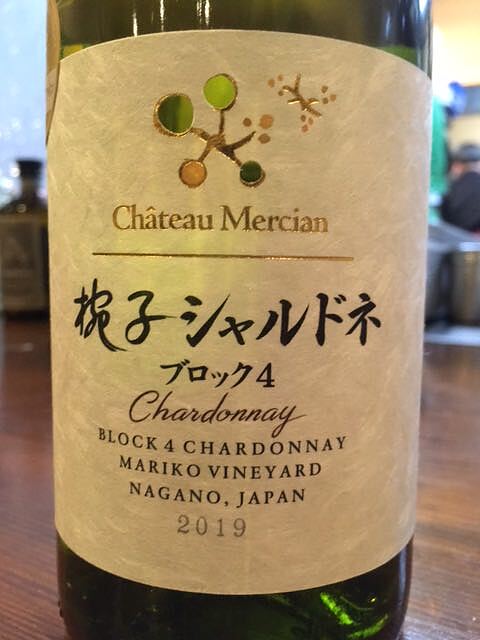 Château Mercian
椀子シャルドネ
ブロック4
Chardonnay
BLOCK 4 CHARDONNAY
MARIKO VINEYARD
NAGANO, JAPAN
2019